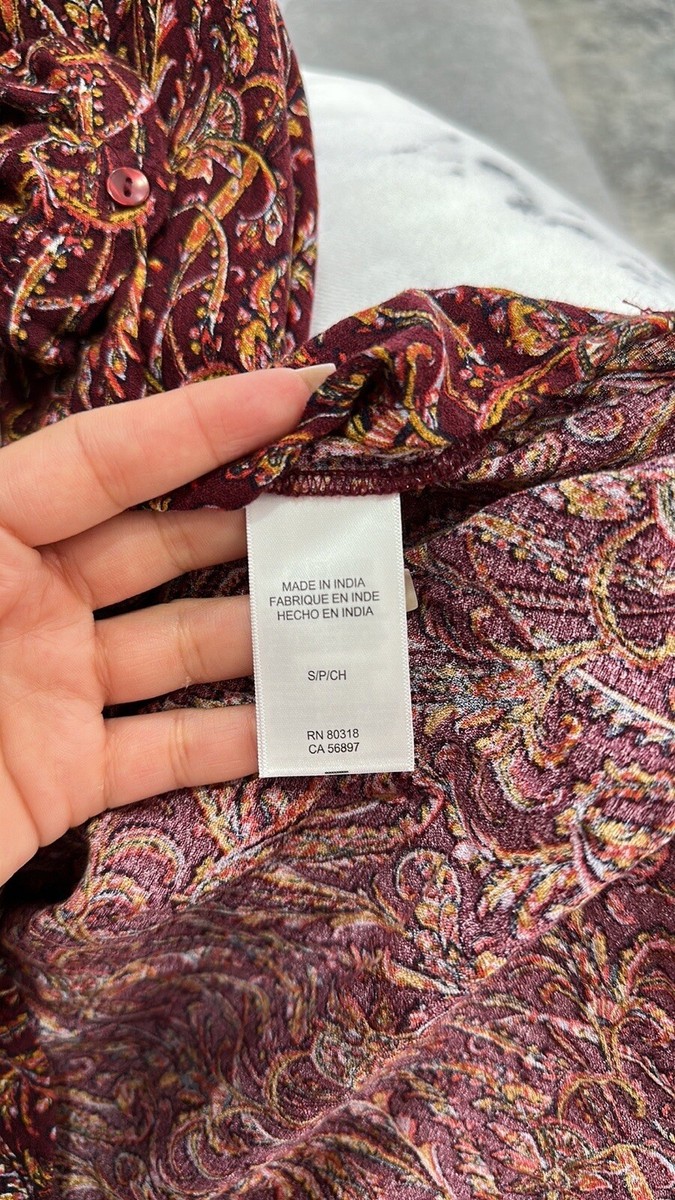 MADE IN INDIA
FABRIQUE EN INDE
HECHO EN INDIA
S/P/CH
RN 80318
CA 56897